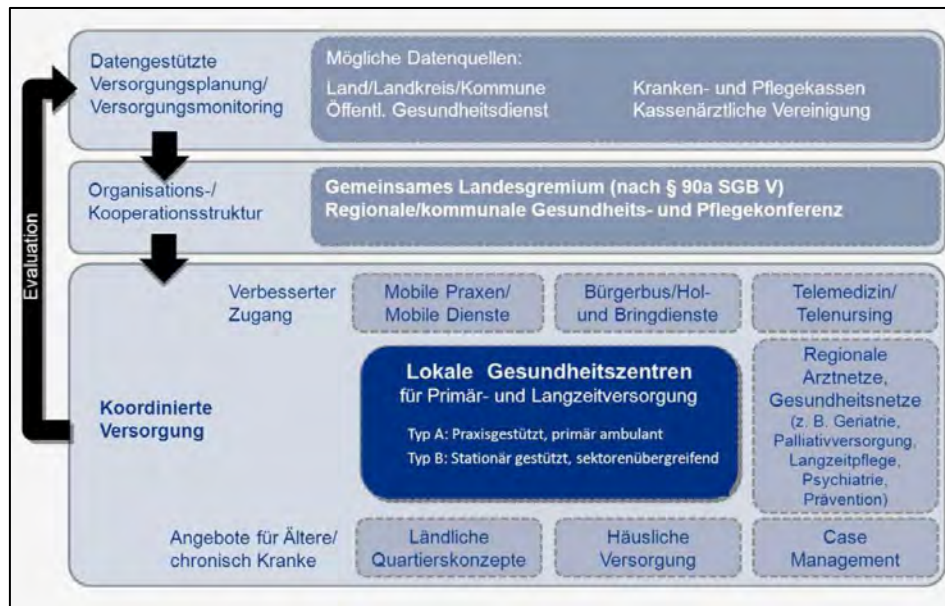 Datengestützte
Versorgungsplanung/
Versorgungsmonitoring
Mögliche Datenquellen:
Land/Landkreis/Kommune
Öffentl. Gesundheitsdienst
Kranken- und Pflegekassen
Kassenärztliche Vereinigung
Organisations-/
Kooperationsstruktur
Gemeinsames Landesgremium (nach § 90a SGB V)
Regionale/kommunale Gesundheits- und Pflegekonferenz
Evaluation
Verbesserter
Zugang
Mobile Praxen/
Mobile Dienste
Bürgerbus/Hol-
und Bringdienste
Telemedizin/
Telenursing
Koordinierte
Versorgung
Lokale Gesundheitszentren
für Primär- und Langzeitversorgung
Typ A: Praxisgestützt, primär ambulant
Typ B: Stationär gestützt, sektorenübergreifend
Regionale
Arztnetze,
Gesundheitsnetze
(z. B. Geriatrie,
Palliativversorgung,
Langzeitpflege,
Psychiatrie,
Prävention)
Angebote für Ältere/
chronisch Kranke
Ländliche
Quartierskonzepte
Häusliche
Versorgung
Case
Management